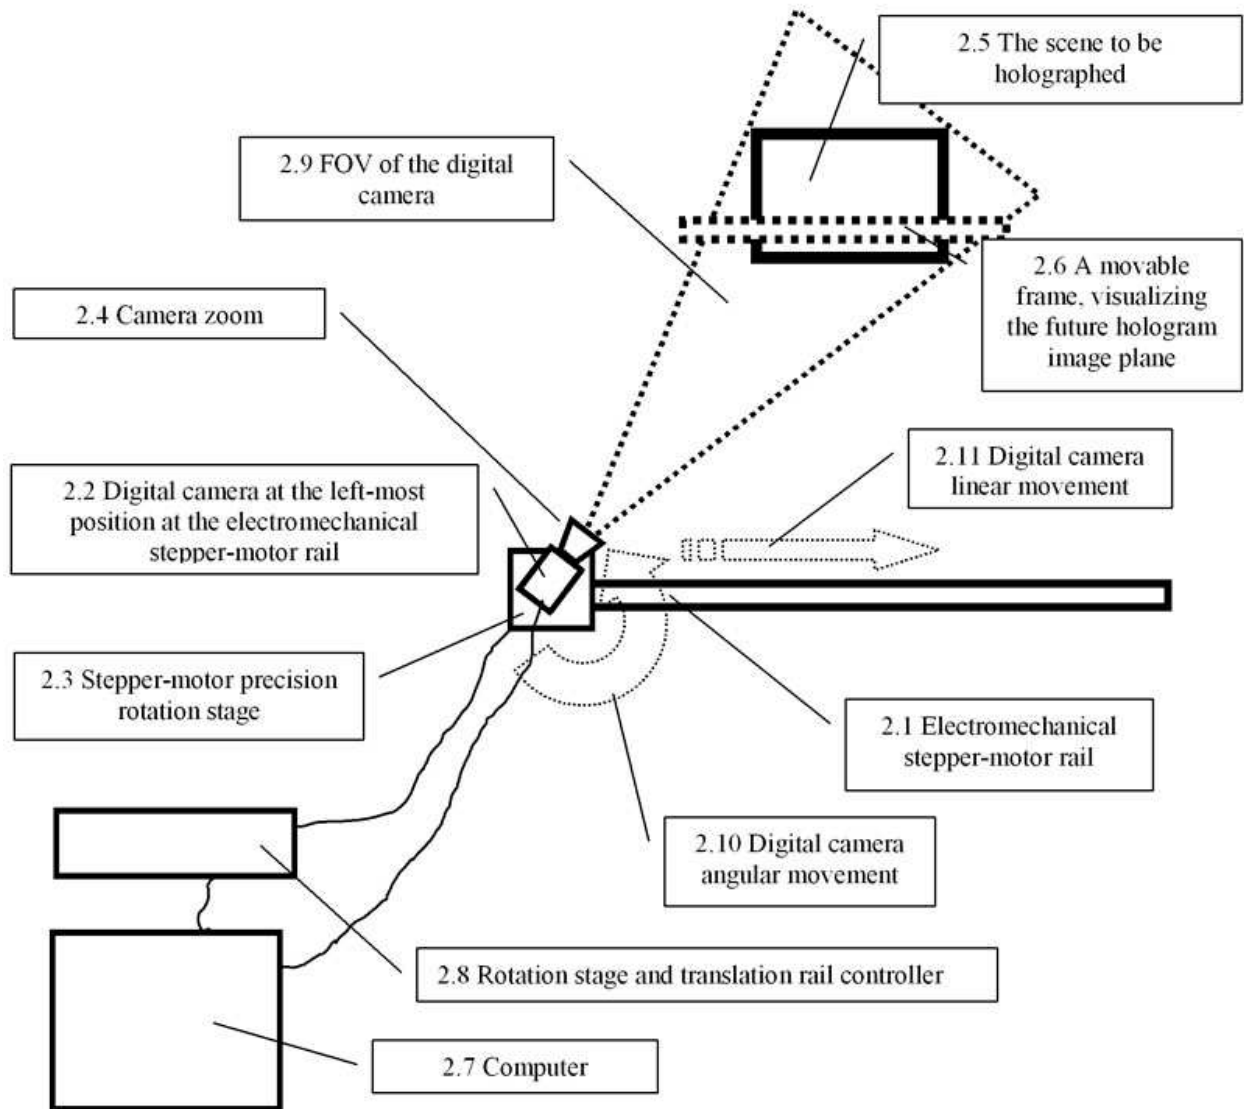 2.5 The scene to be
holographed
2.9 FOV of the digital
camera
2.6 A movable
frame, visualizing
the future hologram
image plane
2.4 Camera zoom
2.11 Digital camera
linear movement
2.2 Digital camera at the left-most
position at the electromechanical
stepper-motor rail
2.3 Stepper-motor precision
rotation stage
2.1 Electromechanical
stepper-motor rail
2.10 Digital camera
angular movement
2.8 Rotation stage and translation rail controller
2.7 Computer